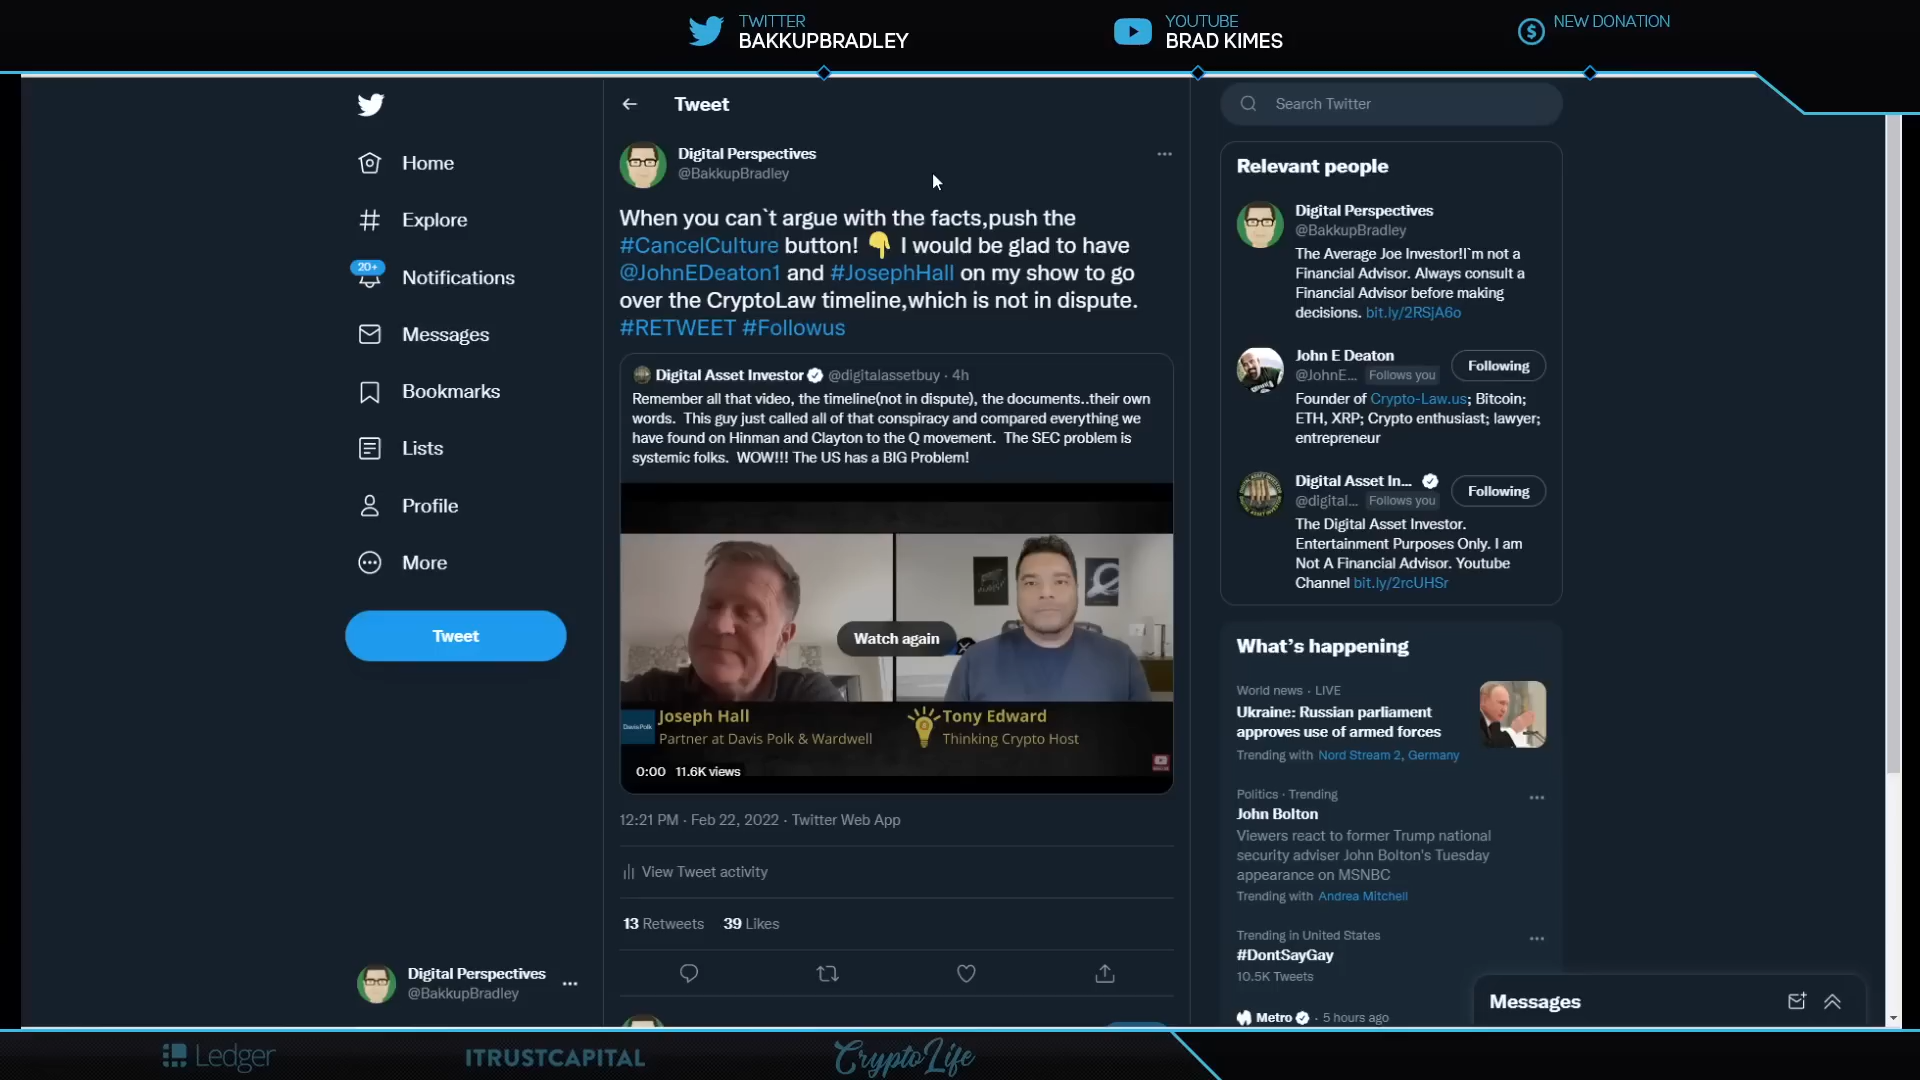 TWITTER
BAKKUPBRADLEY
YOUTUBE
BRAD KIMES
NEW DONATION
Home
Explore
20+
Notifications
Messages
Bookmarks
Lists
Profile
More
Tweet
Digital Perspectives
@BakkupBradley
Tweet
Digital Perspectives
@BakkupBradley
When you can`t argue with the facts,push the
#CancelCulture button! 👇 I would be glad to have
@JohnEDeaton1 and #JosephHall on my show to go
over the CryptoLaw timeline,which is not in dispute.
#RETWEET #Followus
Digital Asset Investor @digitalassetbuy · 4h
Remember all that video, the timeline(not in dispute), the documents..their own
words. This guy just called all of that conspiracy and compared everything we
have found on Hinman and Clayton to the Q movement. The SEC problem is
systemic folks. WOW!!! The US has a BIG Problem!
Watch again
DavisPolk
Joseph Hall
Partner at Davis Polk & Wardwell
Tony Edward
Thinking Crypto Host
0:00 11.6K views
12:21 PM · Feb 22, 2022 · Twitter Web App
View Tweet activity
13 Retweets 39 Likes
Search Twitter
Relevant people
Digital Perspectives
@BakkupBradley
The Average Joe Investor!I`m not a
Financial Advisor. Always consult a
Financial Advisor before making
decisions. bit.ly/2RSjA6o
John E Deaton
@JohnE... Follows you
Following
Founder of Crypto-Law.us; Bitcoin;
ETH, XRP; Crypto enthusiast; lawyer;
entrepreneur
Digital Asset In...
@digital... Follows you
Following
The Digital Asset Investor.
Entertainment Purposes Only. I am
Not A Financial Advisor. Youtube
Channel bit.ly/2rcUHSr
What's happening
World news · LIVE
Ukraine: Russian parliament
approves use of armed forces
Trending with Nord Stream 2, Germany
Politics · Trending
John Bolton
Viewers react to former Trump national
security adviser John Bolton's Tuesday
appearance on MSNBC
Trending with Andrea Mitchell
Trending in United States
#DontSayGay
10.5K Tweets
Metro · 5 hours ago
Messages
Ledger
ITRUSTCAPITAL
CryptoLife